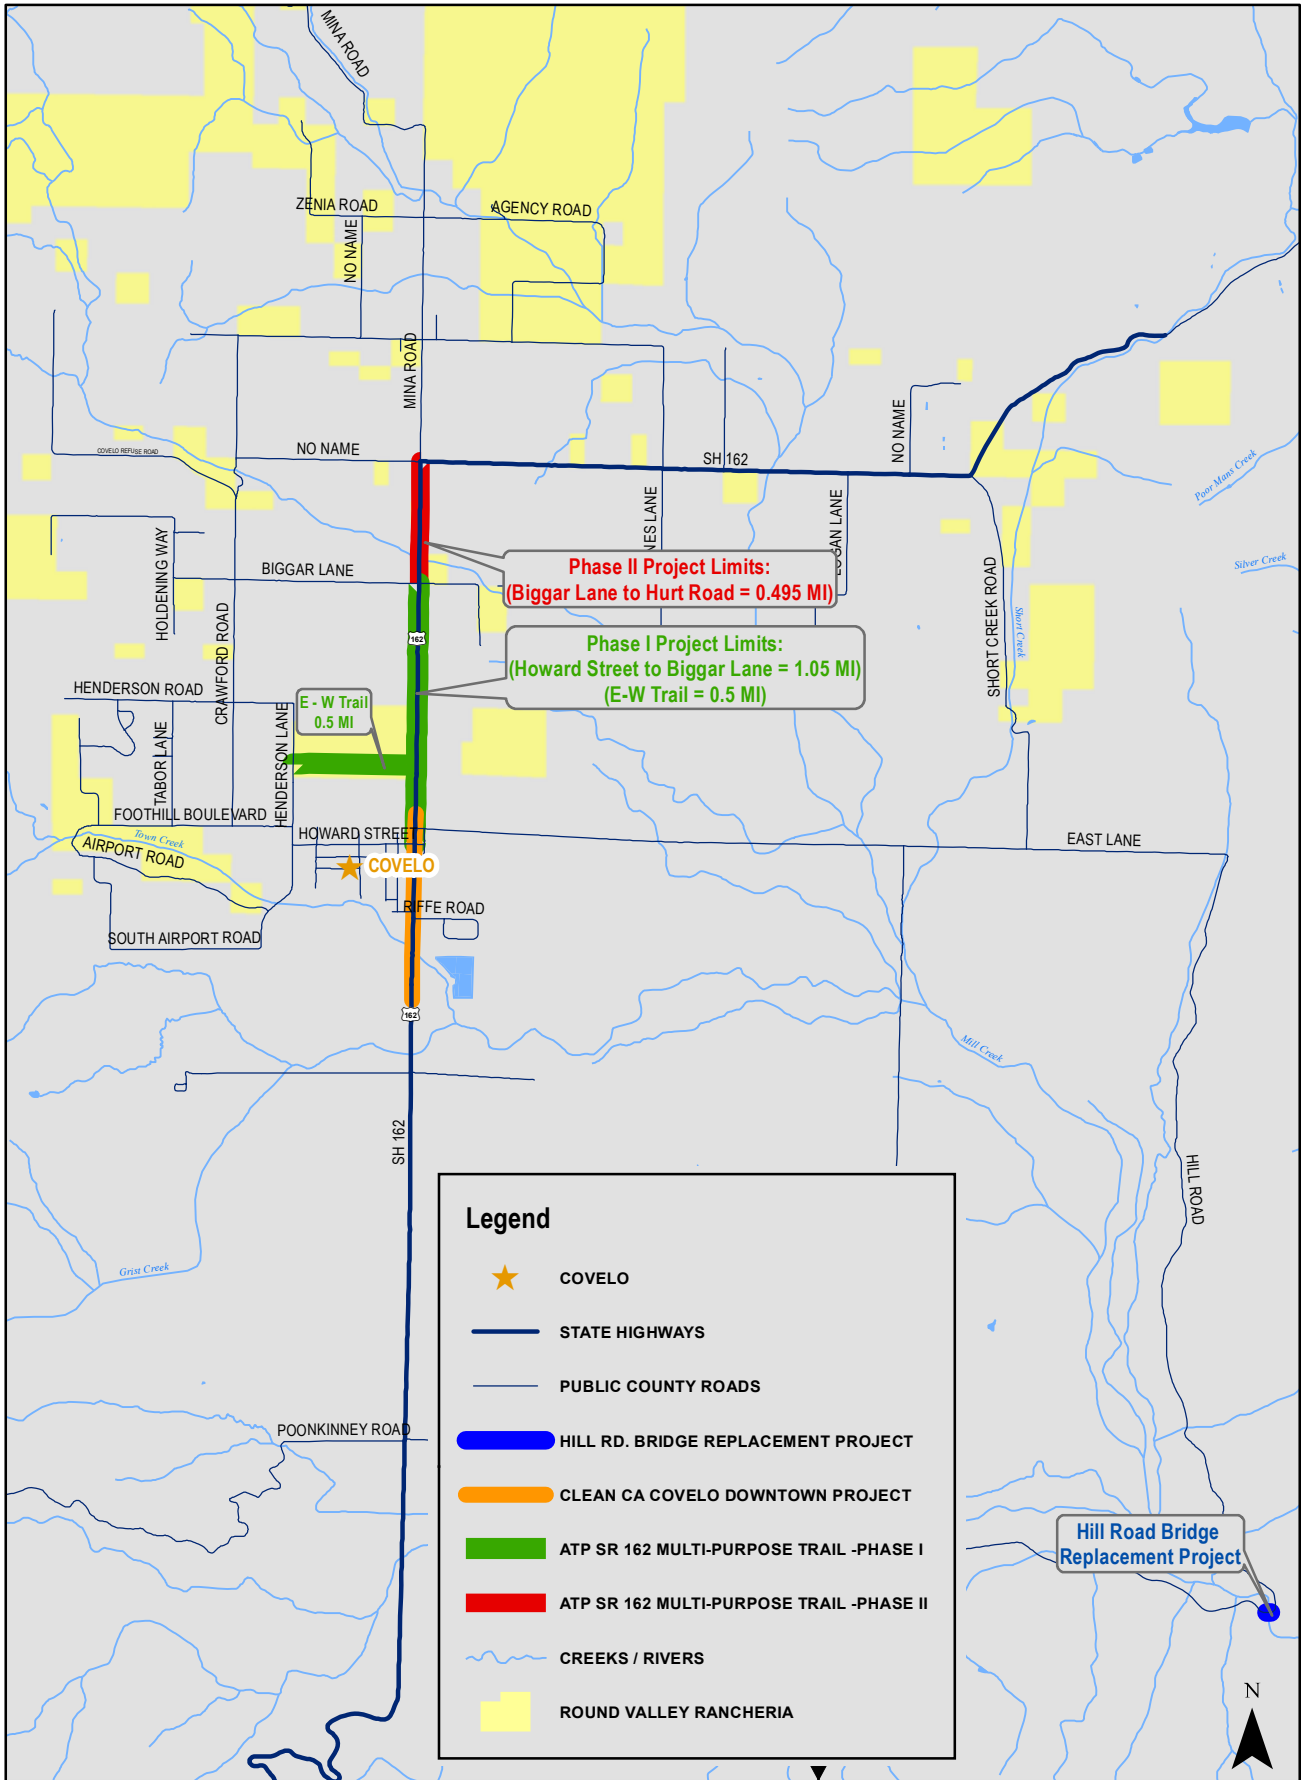 MINA ROAD
ZENIA ROAD
AGENCY ROAD
NO NAME
MINA ROAD
NO NAME
COVELO REFUSE ROAD
NO NAME
SH 162
Poor Mans Creek
Silver Creek
HOLDENING WAY
BIGGAR LANE
CRAWFORD ROAD
Phase II Project Limits:
(Biggar Lane to Hurt Road = 0.495 MI)
162
Phase I Project Limits:
(Howard Street to Biggar Lane = 1.05 MI)
(E-W Trail = 0.5 MI)
SHORT CREEK ROAD
Short Creek
HENDERSON ROAD
E - W Trail
0.5 MI
TABOR LANE
HENDERSON LANE
FOOTHILL BOULEVARD
Town Creek
AIRPORT ROAD
HOWARD STREET
EAST LANE
COVELO
RIFFE ROAD
SOUTH AIRPORT ROAD
162
Mill Creek
SH 162
HILL ROAD
Grist Creek
POONKINNEY ROAD
Legend
COVELO
STATE HIGHWAYS
PUBLIC COUNTY ROADS
HILL RD. BRIDGE REPLACEMENT PROJECT
CLEAN CA COVELO DOWNTOWN PROJECT
ATP SR 162 MULTI-PURPOSE TRAIL -PHASE I
ATP SR 162 MULTI-PURPOSE TRAIL -PHASE II
CREEKS / RIVERS
ROUND VALLEY RANCHERIA
Hill Road Bridge
Replacement Project
N